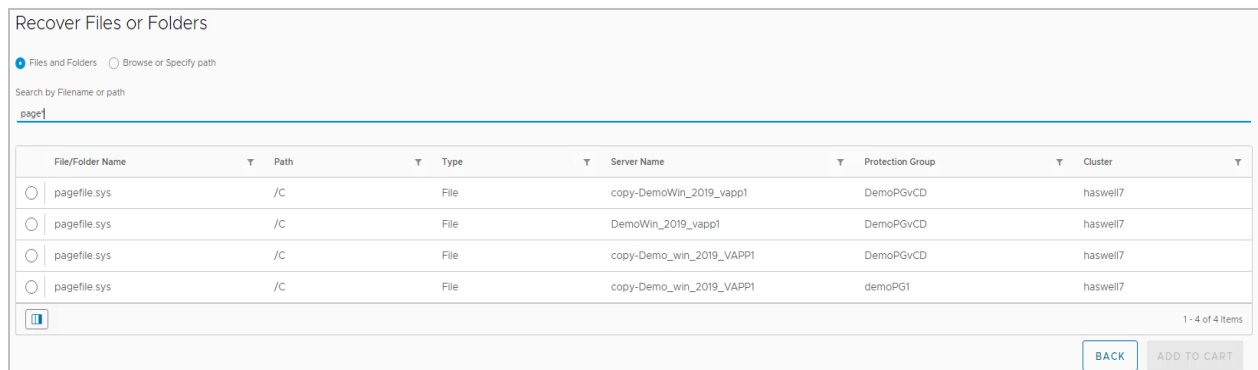 Recover Files or Folders
Files and Folders Browse or Specify path
Search by Filename or path
page*
File/Folder Name Path Type Server Name Protection Group Cluster
pagefile.sys /C File copy-DemoWin_2019_vapp1 DemoPGvCD haswell7
pagefile.sys /C File DemoWin_2019_vapp1 DemoPGvCD haswell7
pagefile.sys /C File copy-Demo_win_2019_VAPP1 DemoPGvCD haswell7
pagefile.sys /C File copy-Demo_win_2019_VAPP1 demoPG1 haswell7
1 - 4 of 4 Items
BACK ADD TO CART